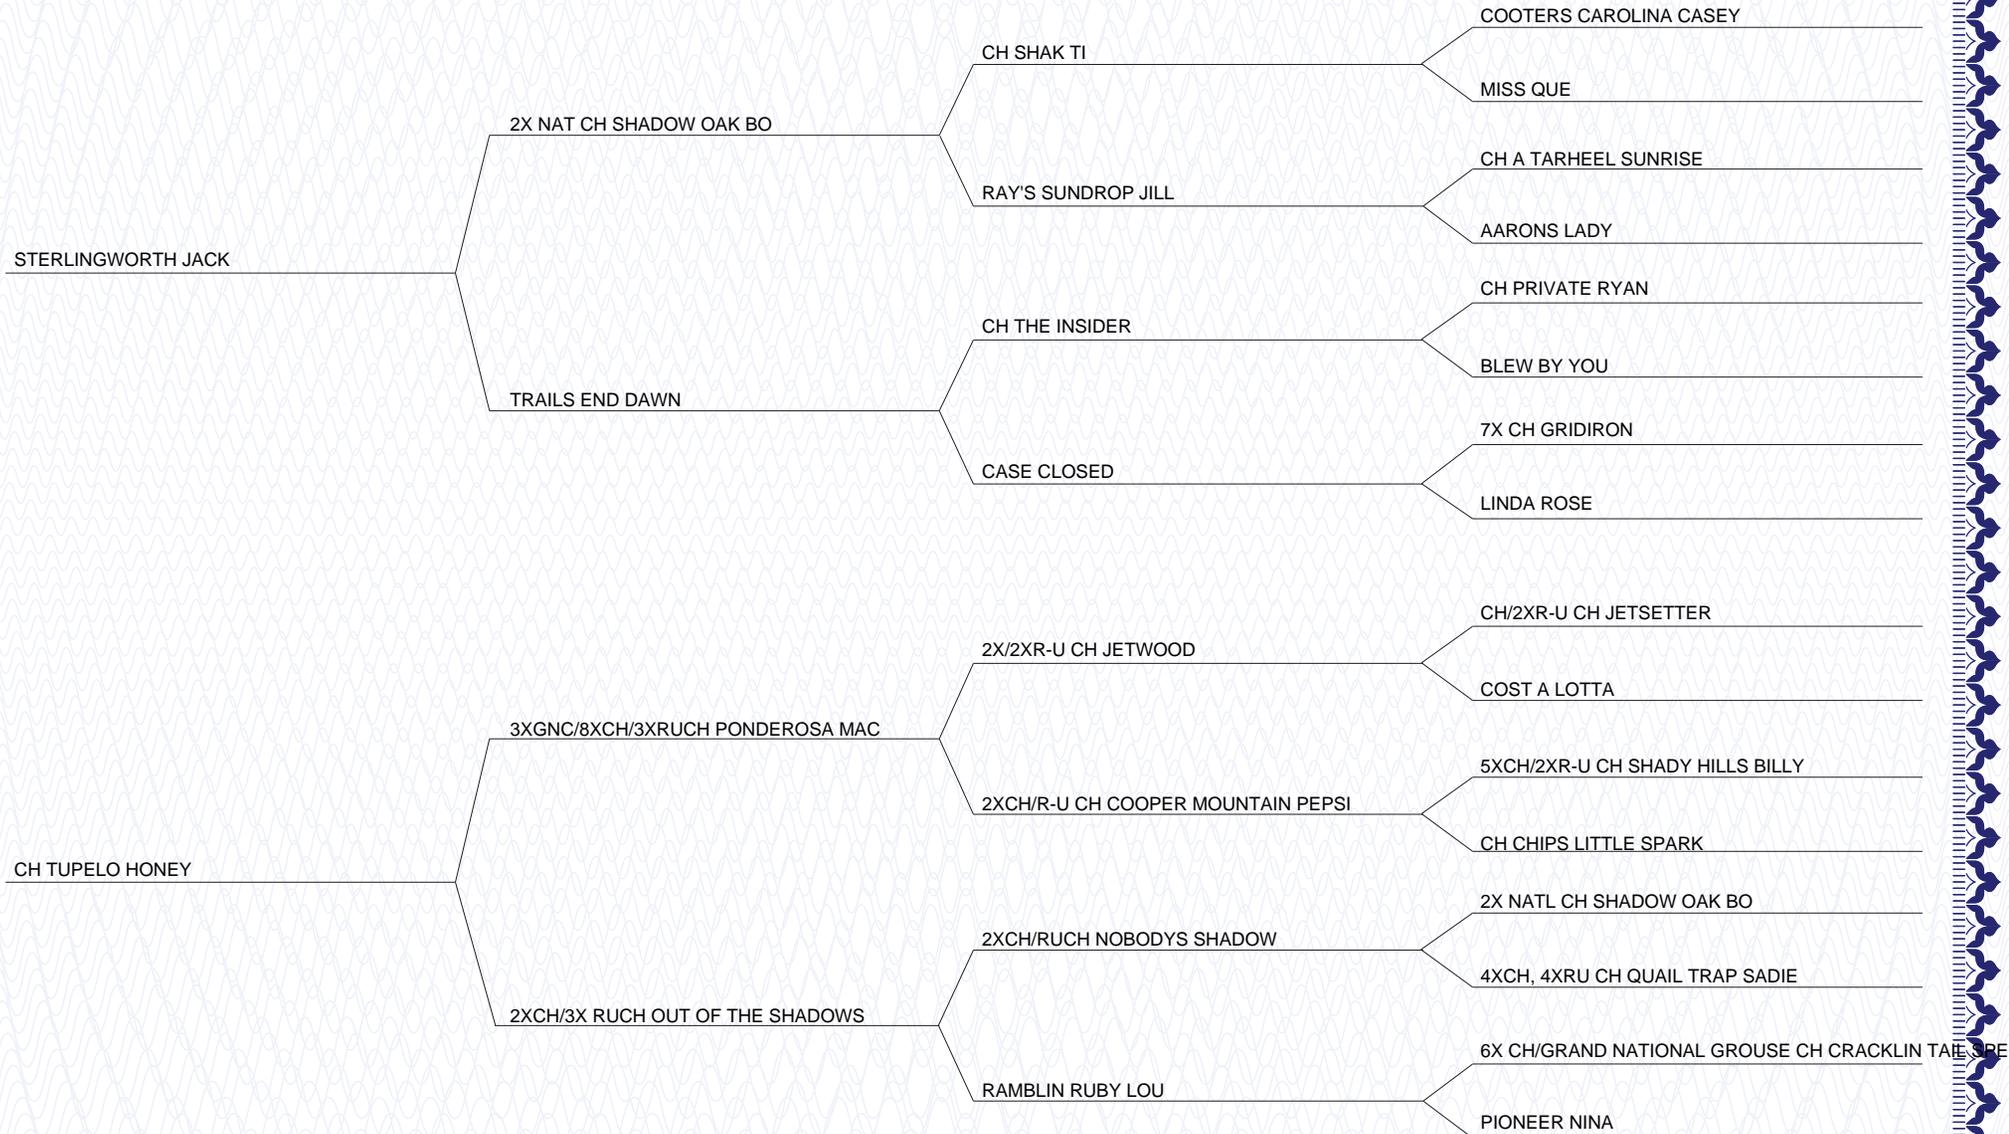 COOTERS CAROLINA CASEY
CH SHAK TI
MISS QUE
2X NAT CH SHADOW OAK BO
CH A TARHEEL SUNRISE
RAY'S SUNDROP JILL
AARONS LADY
STERLINGWORTH JACK
CH PRIVATE RYAN
CH THE INSIDER
BLEW BY YOU
TRAILS END DAWN
7X CH GRIDIRON
CASE CLOSED
LINDA ROSE
CH/2XR-U CH JETSETTER
2X/2XR-U CH JETWOOD
COST A LOTTA
3XGNC/8XCH/3XRUCH PONDEROSA MAC
5XCH/2XR-U CH SHADY HILLS BILLY
2XCH/R-U CH COOPER MOUNTAIN PEPSI
CH CHIPS LITTLE SPARK
CH TUPELO HONEY
2X NATL CH SHADOW OAK BO
2XCH/RUCH NOBODYS SHADOW
4XCH, 4XRU CH QUAIL TRAP SADIE
2XCH/3X RUCH OUT OF THE SHADOWS
6X CH/GRAND NATIONAL GROUSE CH CRACKLIN TAIL SPE
RAMBLIN RUBY LOU
PIONEER NINA